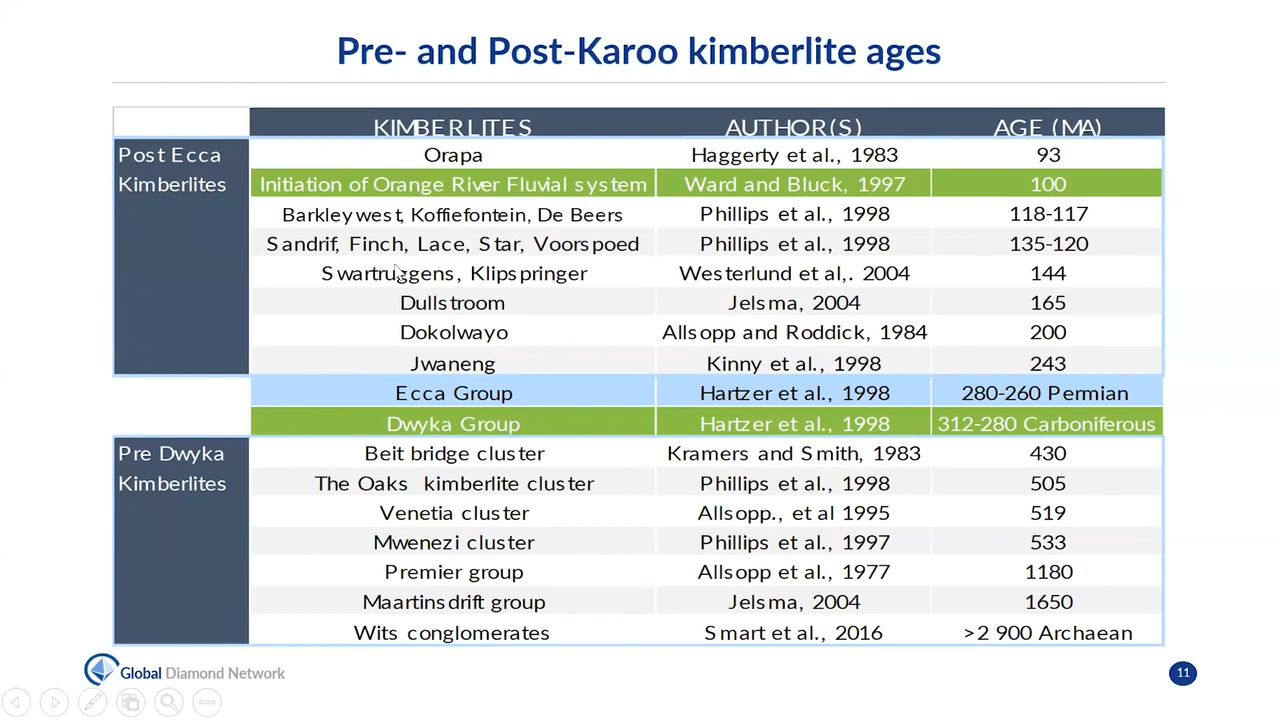 Pre- and Post-Karoo kimberlite ages
KIMBERLITES AUTHOR(S) AGE (MA)
Post Ecca Orapa Haggerty et al., 1983 93
Kimberlites Initiation of Orange River Fluvial system Ward and Bluck, 1997 100
Barkley west, Koffiefontein, De Beers Phillips et al., 1998 118-117
Sandrif, Finch, Lace, Star, Voorspoed Phillips et al., 1998 135-120
Swartruggens, Klipspringer Westerlund et al,. 2004 144
Dullstroom Jelsma, 2004 165
Dokolwayo Allsopp and Roddick, 1984 200
Jwaneng Kinny et al., 1998 243
Ecca Group Hartzer et al., 1998 280-260 Permian
Dwyka Group Hartzer et al., 1998 312-280 Carboniferous
Pre Dwyka Beit bridge cluster Kramers and Smith, 1983 430
Kimberlites The Oaks kimberlite cluster Phillips et al., 1998 505
Venetia cluster Allsopp., et al 1995 519
Mwenezi cluster Phillips et al., 1997 533
Premier group Allsopp et al., 1977 1180
Maartinsdrift group Jelsma, 2004 1650
Wits conglomerates Smart et al., 2016 >2 900 Archaean
Global Diamond Network 11